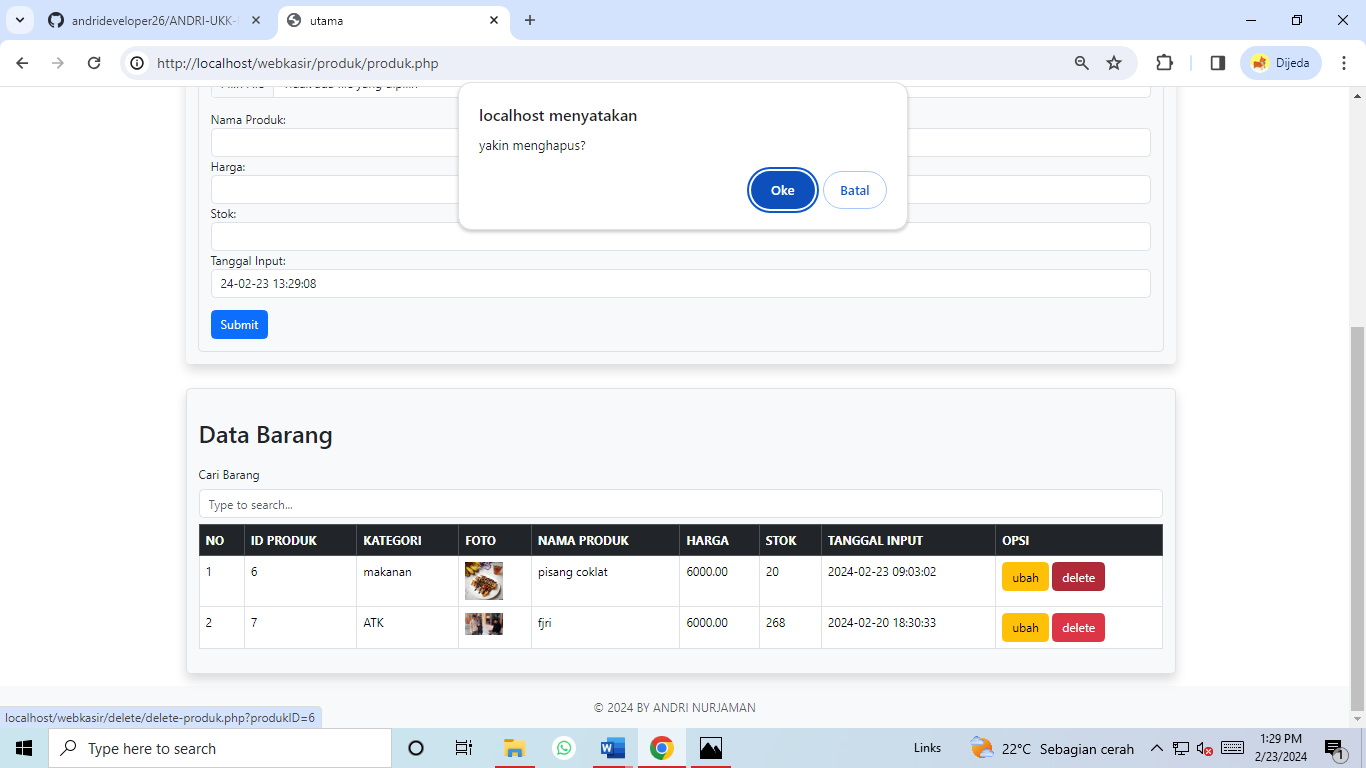 andrideveloper26/ANDRI-UKK-
utama
http://localhost/webkasir/produk/produk.php
Dijeda
localhost menyatakan
yakin menghapus?
Oke
Batal
Nama Produk:
Harga:
Stok:
Tanggal Input:
24-02-23 13:29:08
Submit
Data Barang
Cari Barang
Type to search...
NO ID PRODUK KATEGORI FOTO NAMA PRODUK HARGA STOK TANGGAL INPUT OPSI
1 6 makanan pisang coklat 6000.00 20 2024-02-23 09:03:02 ubah delete
2 7 ATK fjri 6000.00 268 2024-02-20 18:30:33 ubah delete
© 2024 BY ANDRI NURJAMAN
localhost/webkasir/delete/delete-produk.php?produkID=6
Type here to search
Links
22°C Sebagian cerah
1:29 PM
2/23/2024
1